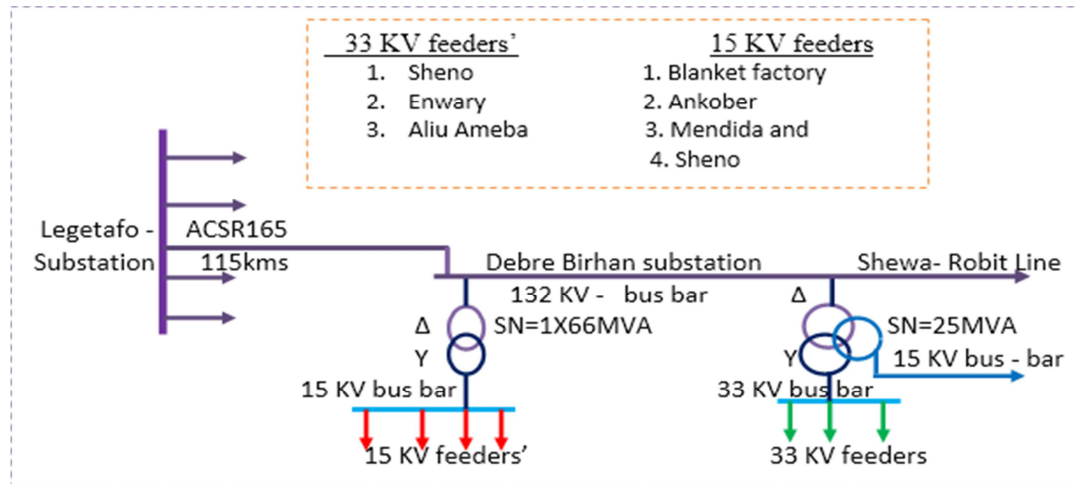 33 KV feeders’
1. Sheno
2. Enwary
3. Aliu Ameba
15 KV feeders
1. Blanket factory
2. Ankober
3. Mendida and
4. Sheno
Legetafo -
Substation
ACSR165
115kms
Debre Birhan substation
132 KV - bus bar
Shewa- Robit Line
Δ
Y
SN=1X66MVA
15 KV bus bar
15 KV feeders’
Δ
Y
SN=25MVA
15 KV bus - bar
33 KV bus bar
33 KV feeders